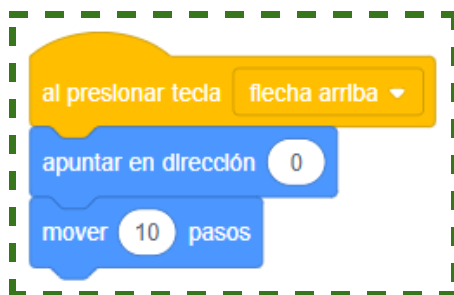 al presionar tecla flecha arriba
apuntar en dirección 0
mover 10 pasos